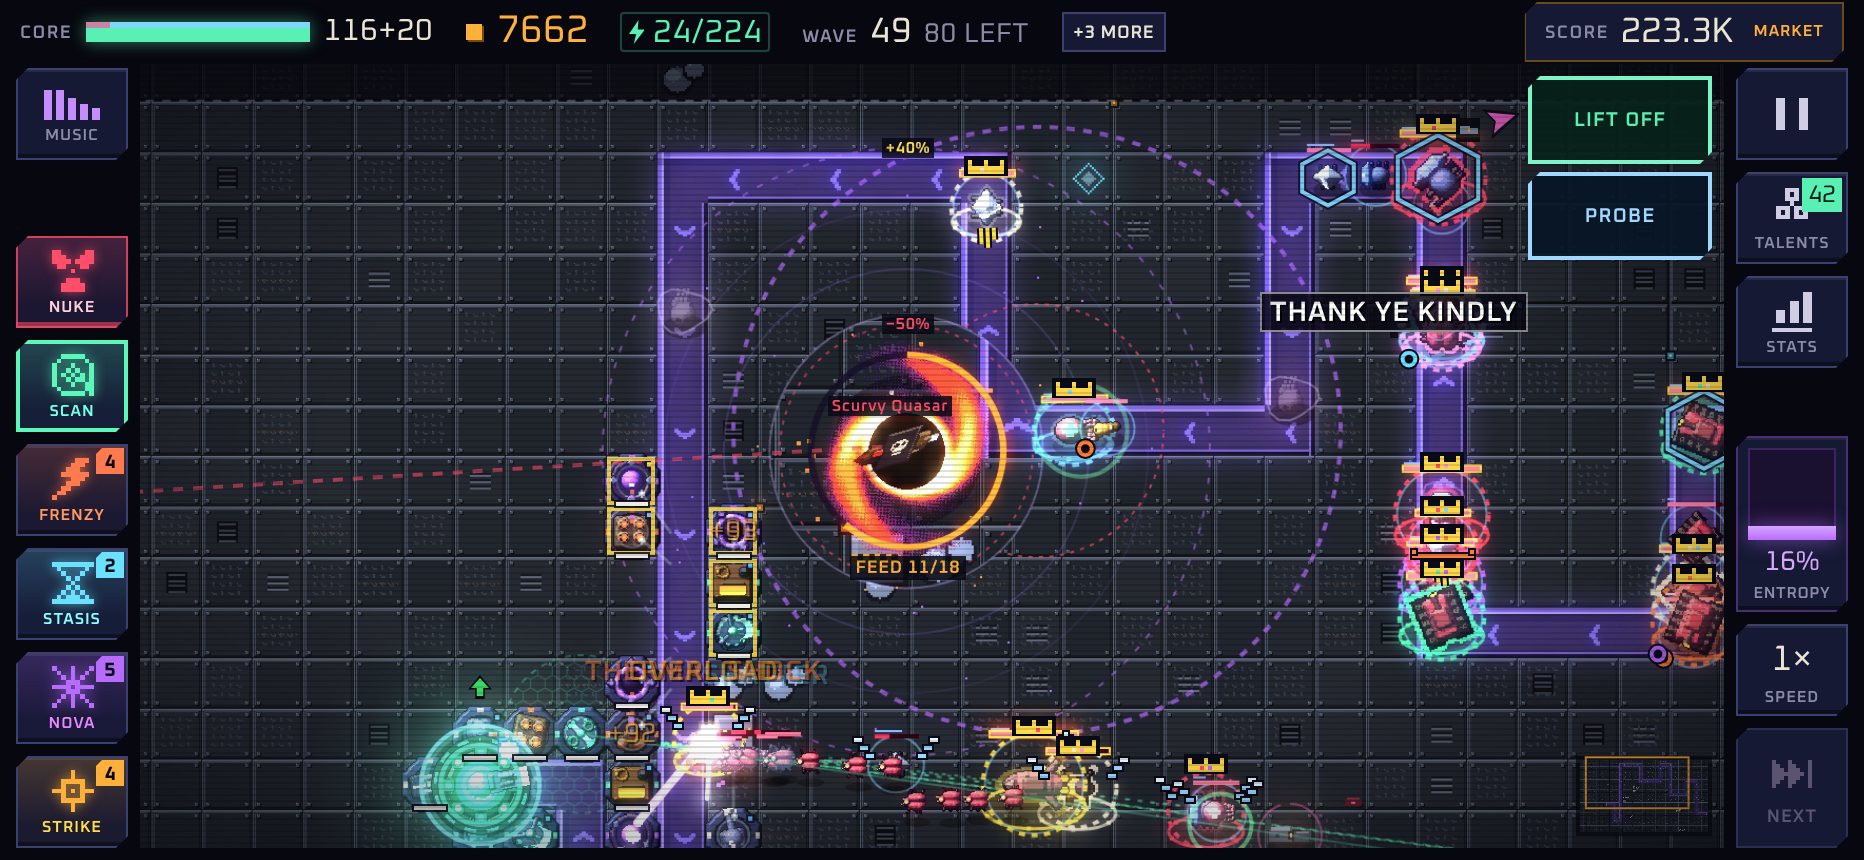 CORE 116+20 7662 24/224 WAVE 49 80 LEFT +3 MORE SCORE 223.3K MARKET
MUSIC
LIFT OFF
PROBE
42
TALENTS
STATS
NUKE
SCAN
4
FRENZY
2
STASIS
5
NOVA
4
STRIKE
+40%
-50%
THANK YE KINDLY
Scurvy Quasar
FEED 11/18
OVERLOAD
+92
16%
ENTROPY
1×
SPEED
NEXT